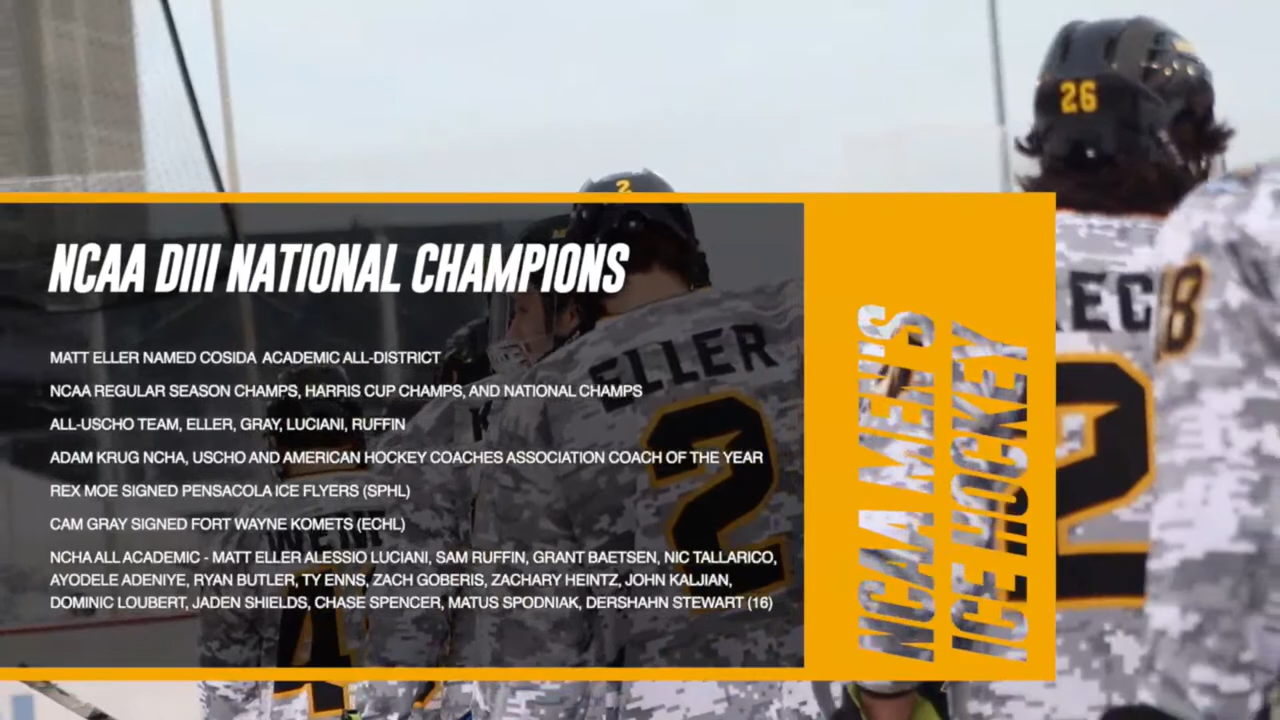 26
2
NCAA DIII NATIONAL CHAMPIONS
MATT ELLER NAMED COSIDA ACADEMIC ALL-DISTRICT
NCAA REGULAR SEASON CHAMPS, HARRIS CUP CHAMPS, AND NATIONAL CHAMPS
ALL-USCHO TEAM, ELLER, GRAY, LUCIANI, RUFFIN
ADAM KRUG NCHA, USCHO AND AMERICAN HOCKEY COACHES ASSOCIATION COACH OF THE YEAR
REX MOE SIGNED PENSACOLA ICE FLYERS (SPHL)
CAM GRAY SIGNED FORT WAYNE KOMETS (ECHL)
NCHA ALL ACADEMIC - MATT ELLER ALESSIO LUCIANI, SAM RUFFIN, GRANT BAETSEN, NIC TALLARICO,
AYODELE ADENIYE, RYAN BUTLER, TY ENNS, ZACH GOBERIS, ZACHARY HEINTZ, JOHN KALJIAN,
DOMINIC LOUBERT, JADEN SHIELDS, CHASE SPENCER, MATUS SPODNIAK, DERSHAHN STEWART (16)
ELLER
2
4
NCAA MEN'S
ICE HOCKEY
2
8